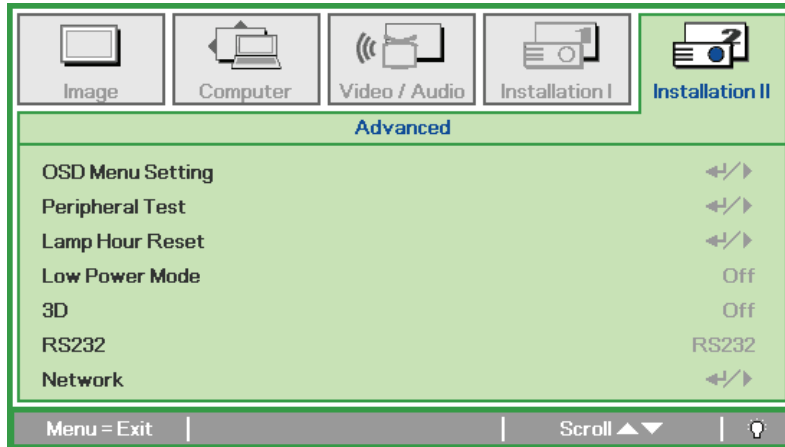 Image Computer Video / Audio Installation I Installation II
Advanced
OSD Menu Setting
Peripheral Test
Lamp Hour Reset
Low Power Mode Off
3D Off
RS232 RS232
Network
Menu = Exit Scroll